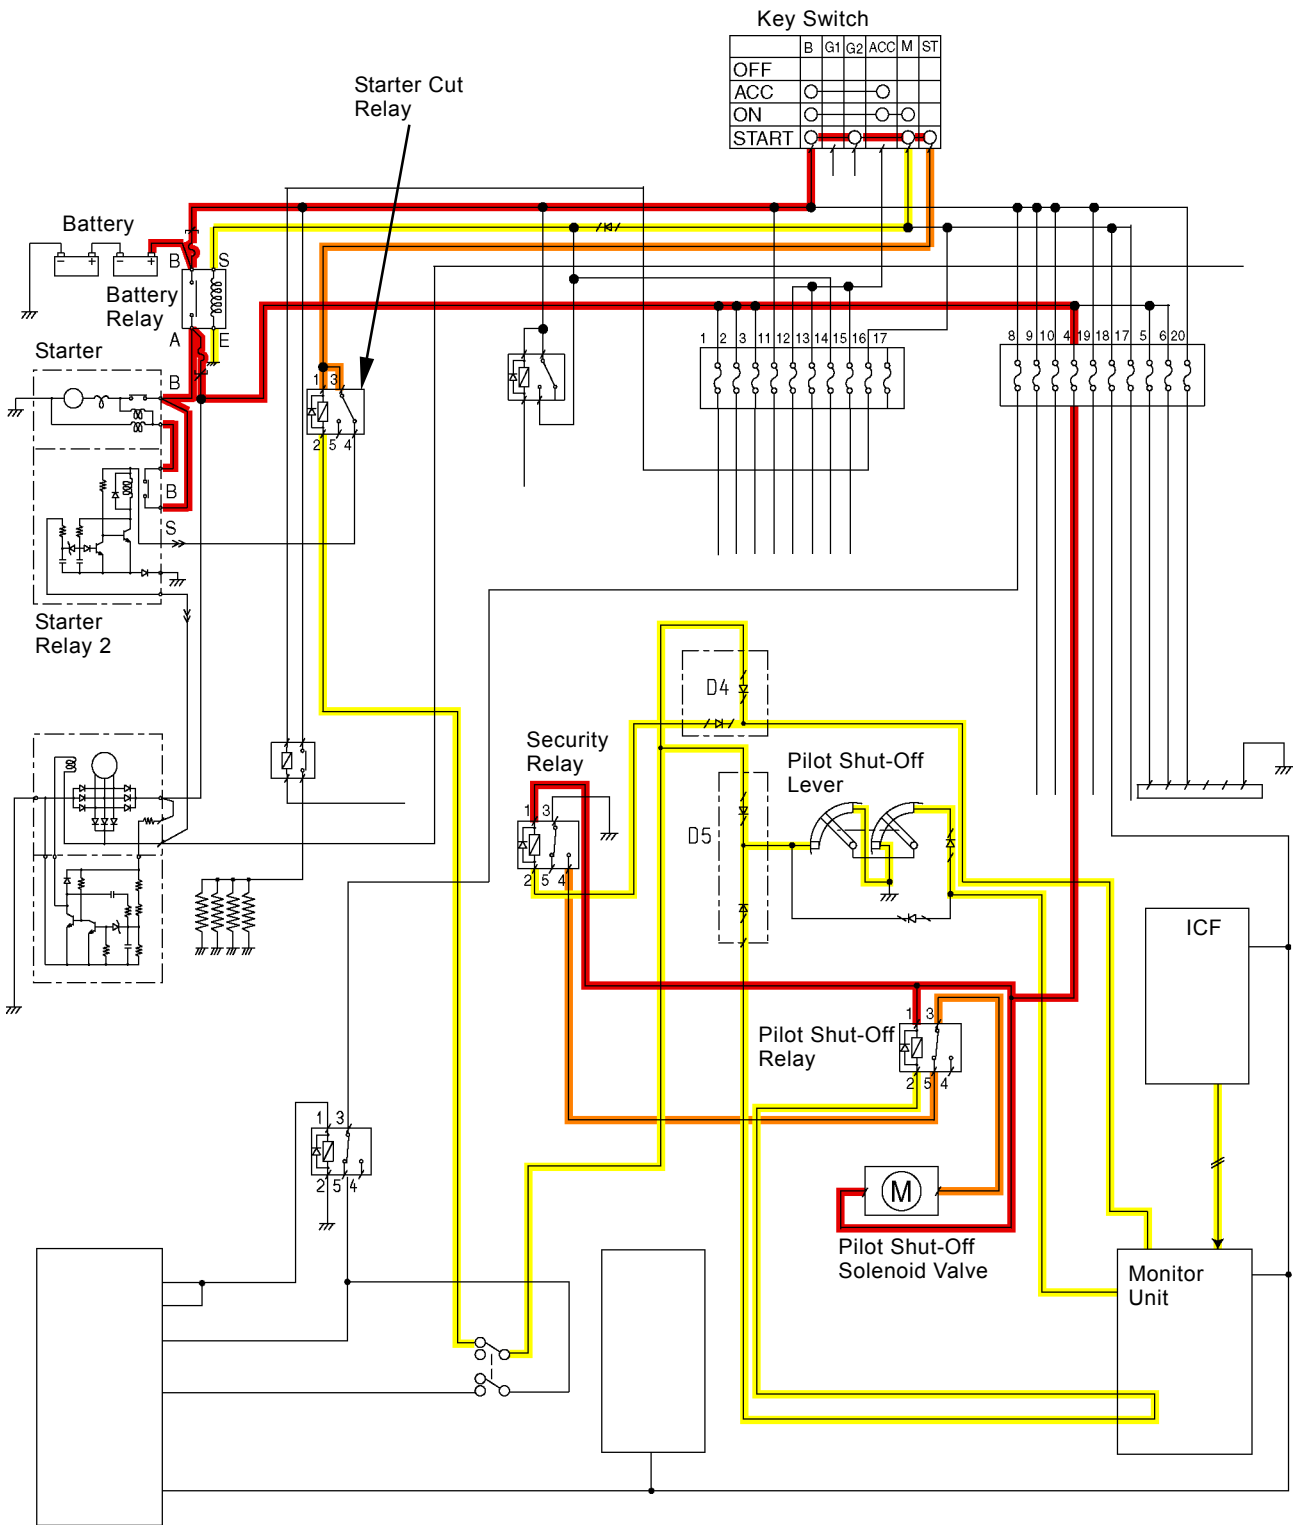 Key Switch
B G1 G2 ACC M ST
OFF
ACC
ON
START
Starter Cut
Relay
Battery
- + - +
B S
Battery
Relay
A E
Starter
B
1 3
2 5 4
B
S
Starter
Relay 2
1 2 3 11 12 13 14 15 16 17
8 9 10 4 19 18 17 5 6 20
D4
Security
Relay
1 3
2 5 4
Pilot Shut-Off
Lever
D5
ICF
Pilot Shut-Off
Relay
1 3
2 5 4
1 3
2 5 4
M
Pilot Shut-Off
Solenoid Valve
Monitor
Unit